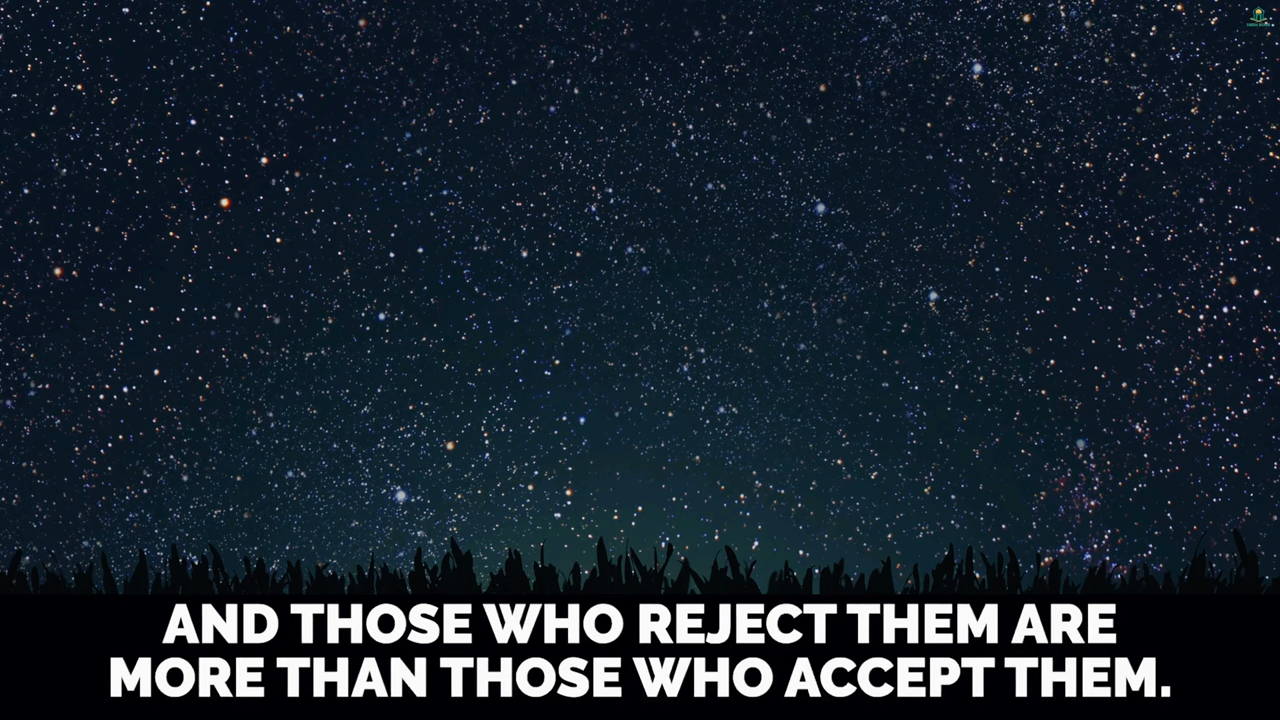 AND THOSE WHO REJECT THEM ARE
MORE THAN THOSE WHO ACCEPT THEM.